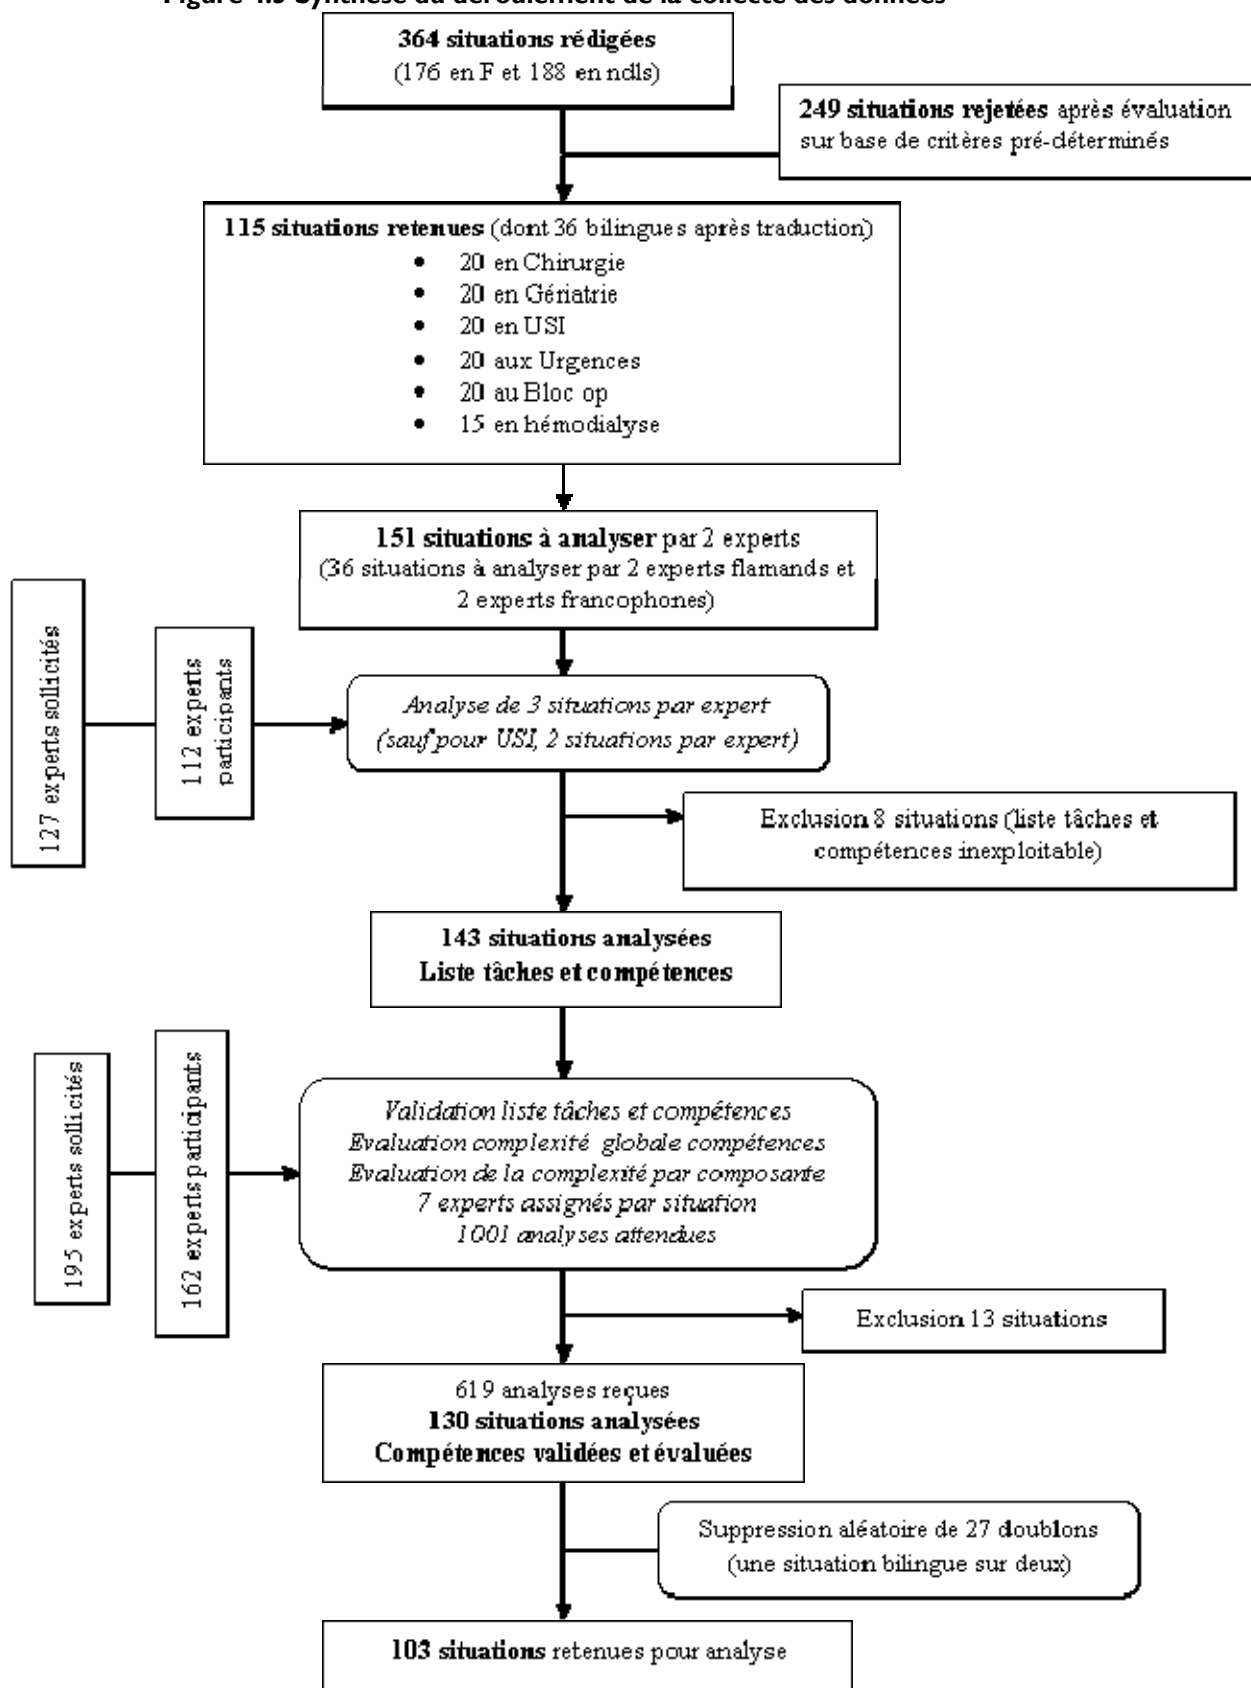 Figure 4.5 Synthèse du déroulement de la collecte des données
364 situations rédigées
(176 en F et 188 en ndls)
249 situations rejetées après évaluation
sur base de critères pré-déterminés
115 situations retenues (dont 36 bilingues après traduction)
• 20 en Chirurgie
• 20 en Gériatrie
• 20 en USI
• 20 aux Urgences
• 20 au Bloc op
• 15 en hémodialyse
151 situations à analyser par 2 experts
(36 situations à analyser par 2 experts flamands et
2 experts francophones)
127 experts sollicités
112 experts
participants
Analyse de 3 situations par expert
(sauf pour USI, 2 situations par expert)
Exclusion 8 situations (liste tâches et
compétences inexploitable)
143 situations analysées
Liste tâches et compétences
195 experts sollicités
162 experts participants
Validation liste tâches et compétences
Evaluation complexité globale compétences
Evaluation de la complexité par composante
7 experts assignés par situation
1001 analyses attendues
Exclusion 13 situations
619 analyses reçues
130 situations analysées
Compétences validées et évaluées
Suppression aléatoire de 27 doublons
(une situation bilingue sur deux)
103 situations retenues pour analyse